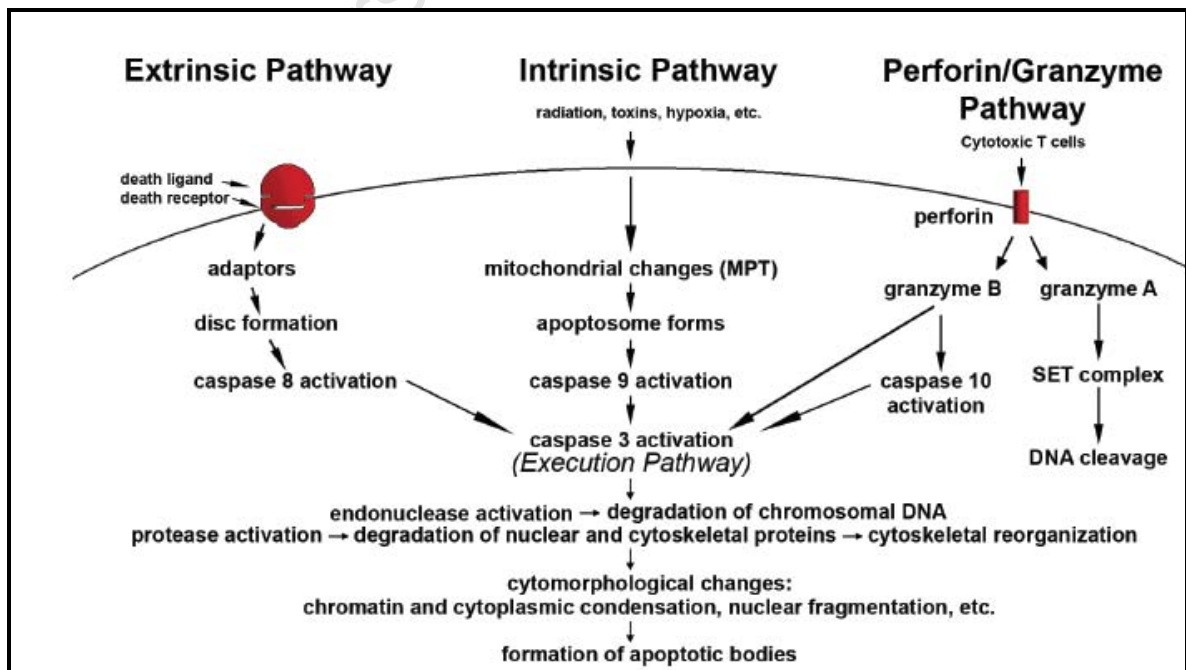 Extrinsic Pathway
Intrinsic Pathway
Perforin/Granzyme
Pathway
radiation, toxins, hypoxia, etc.
Cytotoxic T cells
death ligand
death receptor
perforin
adaptors
mitochondrial changes (MPT)
granzyme B
granzyme A
disc formation
apoptosome forms
caspase 8 activation
caspase 9 activation
caspase 10
activation
SET complex
caspase 3 activation
(Execution Pathway)
DNA cleavage
endonuclease activation → degradation of chromosomal DNA
protease activation → degradation of nuclear and cytoskeletal proteins → cytoskeletal reorganization
cytomorphological changes:
chromatin and cytoplasmic condensation, nuclear fragmentation, etc.
formation of apoptotic bodies